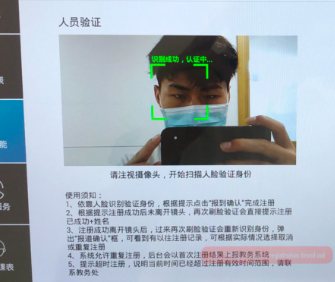 人员验证
识别成功，认证中...
请注视摄像头，开始扫描人脸验证身份
能
服务
课表
使用须知：
1、依靠人脸识别验证身份，根据提示点击"报到确认"完成注册
2、根据提示注册成功后未离开镜头，再次刷脸验证会直接提示注册
已成功+姓名
3、注册成功离开镜头后，过来再次刷脸验证会重新识别身份，弹
出"报道确认"框，可看到有以往注册记录，可根据实际情况选择取消
或重复注册
4、系统允许重复注册，后台会以首次注册结果上报教务系统
5、提示超时注册，说明当前时间已经超过注册有效时间范围，请联
系教务处